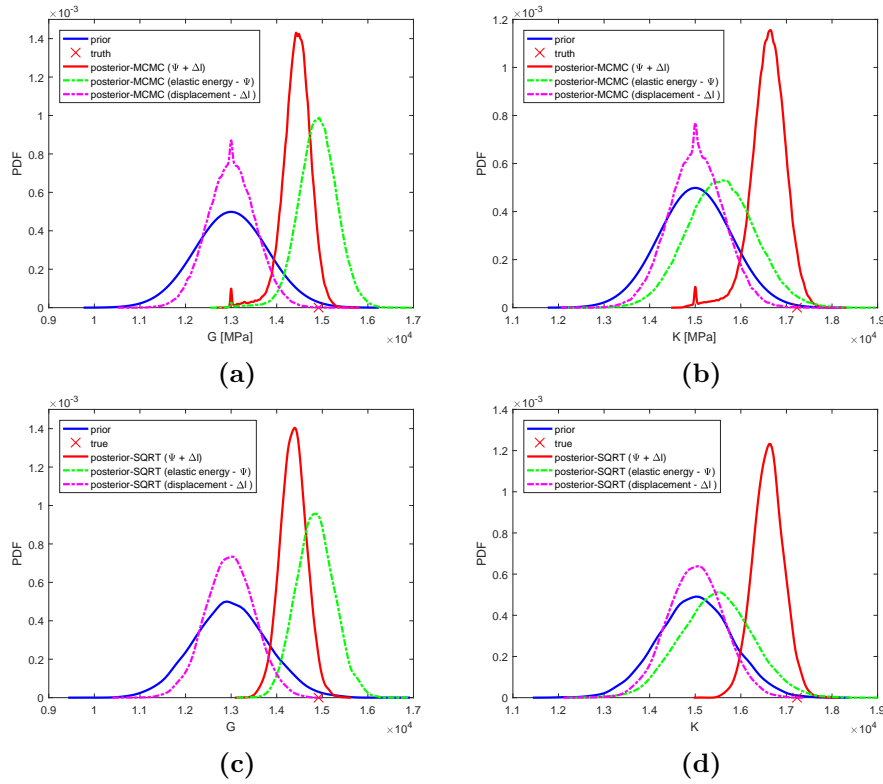 ×10⁻³
1.4
1.2
1
0.8
0.6
0.4
0.2
0
PDF
prior
truth
posterior-MCMC (Ψ + Δl)
posterior-MCMC (elastic energy - Ψ)
posterior-MCMC (displacement - Δl )
0.9 1 1.1 1.2 1.3 1.4 1.5 1.6 1.7
G [MPa]
×10⁴
(a)
×10⁻³
1.2
1
0.8
0.6
0.4
0.2
0
PDF
prior
truth
posterior-MCMC (Ψ + Δl)
posterior-MCMC (elastic energy - Ψ)
posterior-MCMC (displacement - Δl )
1.1 1.2 1.3 1.4 1.5 1.6 1.7 1.8 1.9
K [MPa]
×10⁴
(b)
×10⁻³
1.4
1.2
1
0.8
0.6
0.4
0.2
0
PDF
prior
true
posterior-SQRT (Ψ + Δl)
posterior-SQRT (elastic energy - Ψ)
posterior-SQRT (displacement - Δl )
0.9 1 1.1 1.2 1.3 1.4 1.5 1.6 1.7
G
×10⁴
(c)
×10⁻³
1.4
1.2
1
0.8
0.6
0.4
0.2
0
PDF
prior
true
posterior-SQRT (Ψ + Δl)
posterior-SQRT (elastic energy - Ψ)
posterior-SQRT (displacement - Δl )
1.1 1.2 1.3 1.4 1.5 1.6 1.7 1.8 1.9
K
×10⁴
(d)